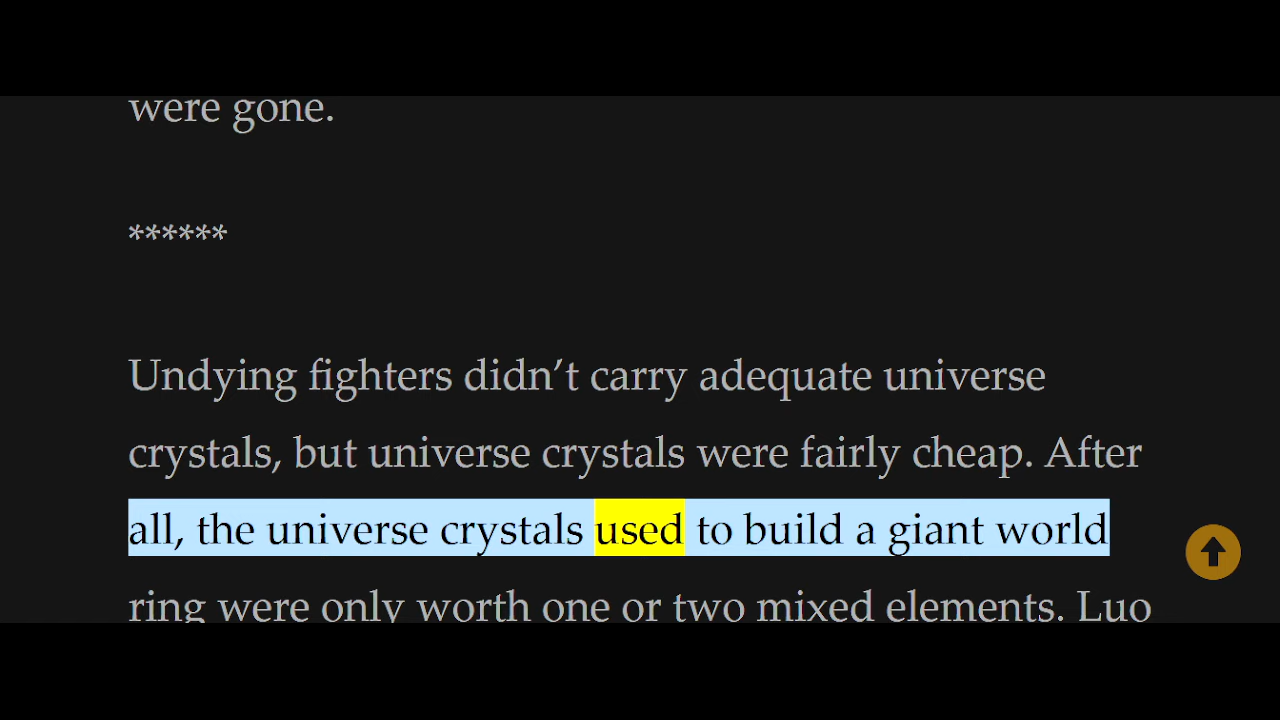 were gone.
******
Undying fighters didn’t carry adequate universe
crystals, but universe crystals were fairly cheap. After
all, the universe crystals used to build a giant world
ring were only worth one or two mixed elements. Luo